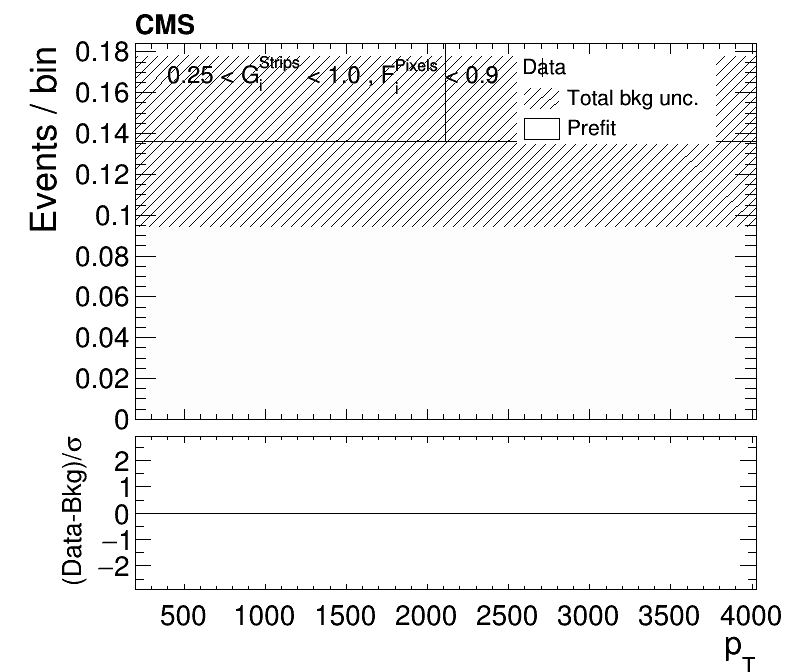 CMS
Events / bin
0.18
0.16
0.14
0.12
0.1
0.08
0.06
0.04
0.02
0
0.25 < G_i^Strips < 1.0 , F_i^Pixels < 0.9
Data
Total bkg unc.
Prefit
(Data-Bkg)/σ
2
1
0
−1
−2
500 1000 1500 2000 2500 3000 3500 4000
p_T